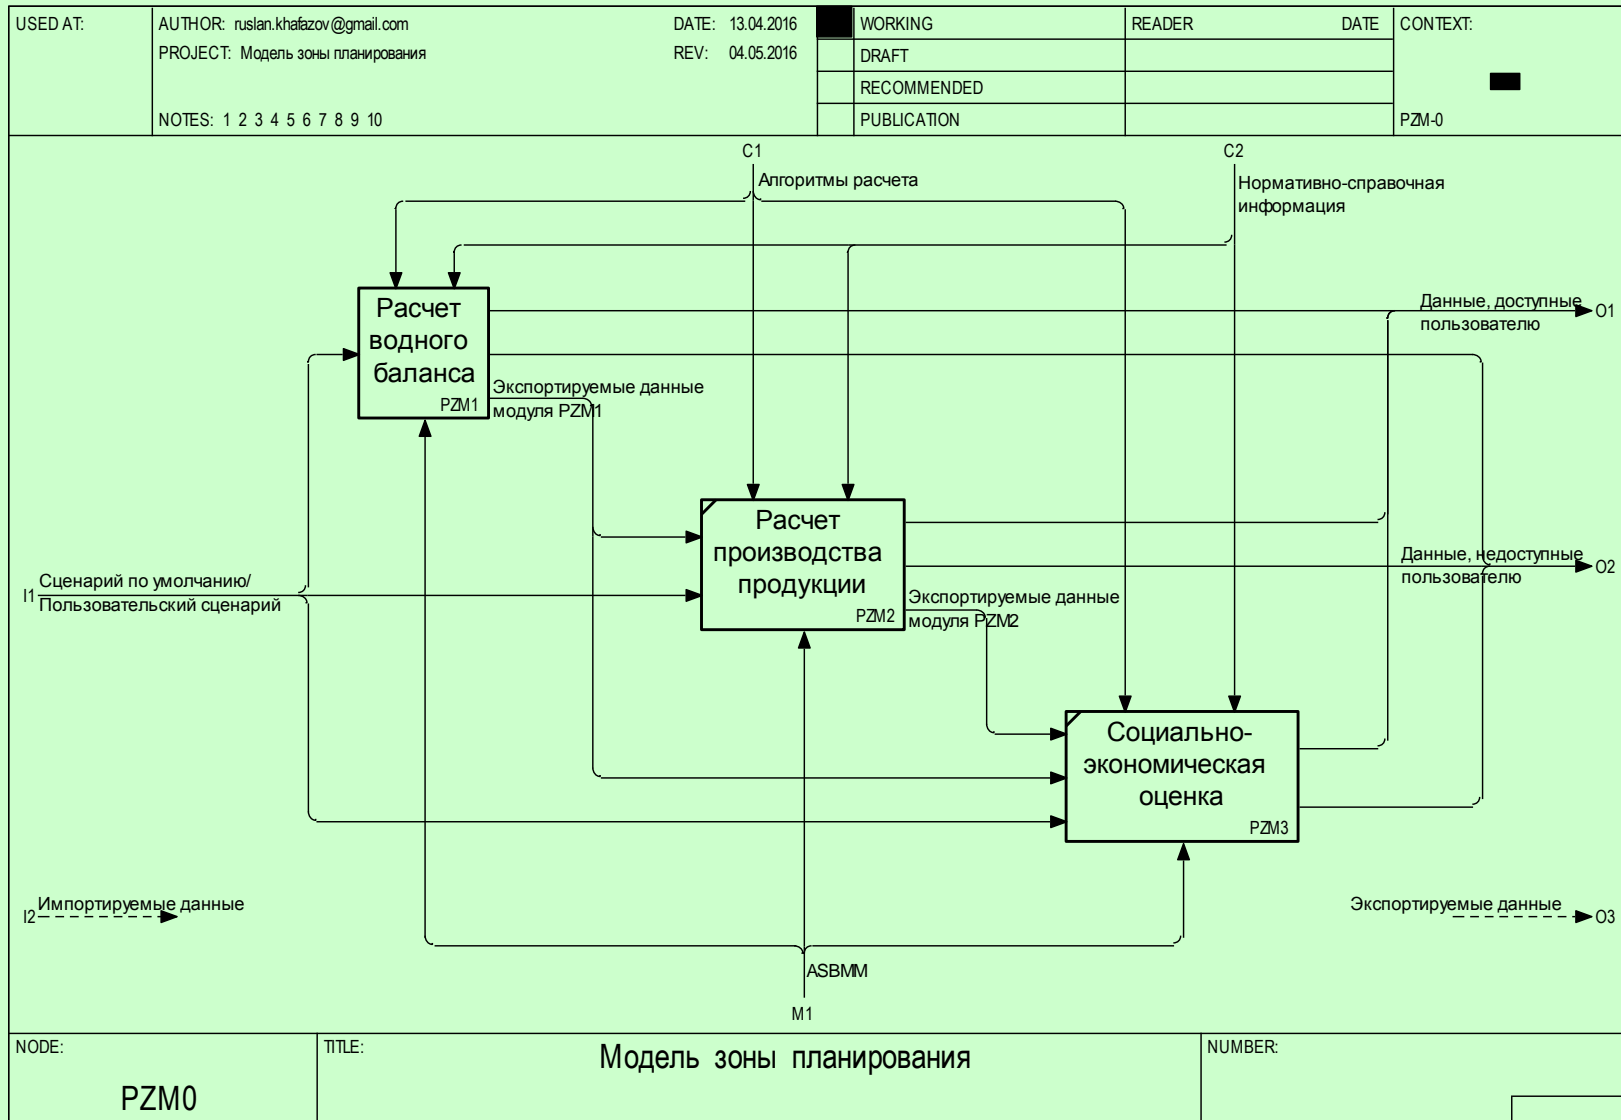 USED AT:
AUTHOR: ruslan.khafazov@gmail.com
DATE: 13.04.2016
WORKING
READER
DATE
CONTEXT:
PROJECT: Модель зоны планирования
REV: 04.05.2016
DRAFT
RECOMMENDED
NOTES: 1 2 3 4 5 6 7 8 9 10
PUBLICATION
PZM-0
C1
C2
Алгоритмы расчета
Нормативно-справочная
информация
Расчет
водного
баланса
PZM1
Данные, доступные
пользователю
O1
Экспортируемые данные
модуля PZM1
Расчет
производства
продукции
PZM2
Данные, недоступные
пользователю
O2
I1
Сценарий по умолчанию/
Пользовательский сценарий
Экспортируемые данные
модуля PZM2
Социально-
экономическая
оценка
PZM3
I2
Импортируемые данные
Экспортируемые данные
O3
ASBMM
M1
NODE:
TITLE:
NUMBER:
PZM0
Модель зоны планирования